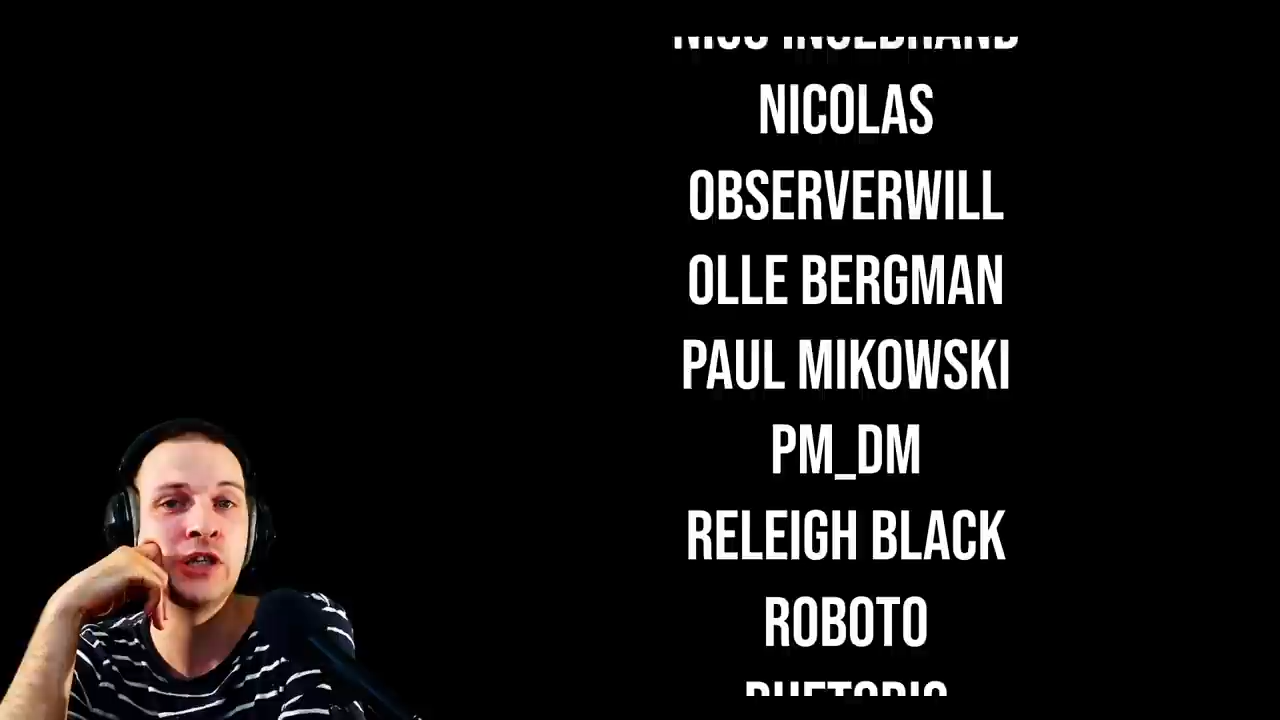 NICOLAS
OBSERVERWILL
OLLE BERGMAN
PAUL MIKOWSKI
PM_DM
RELEIGH BLACK
ROBOTO